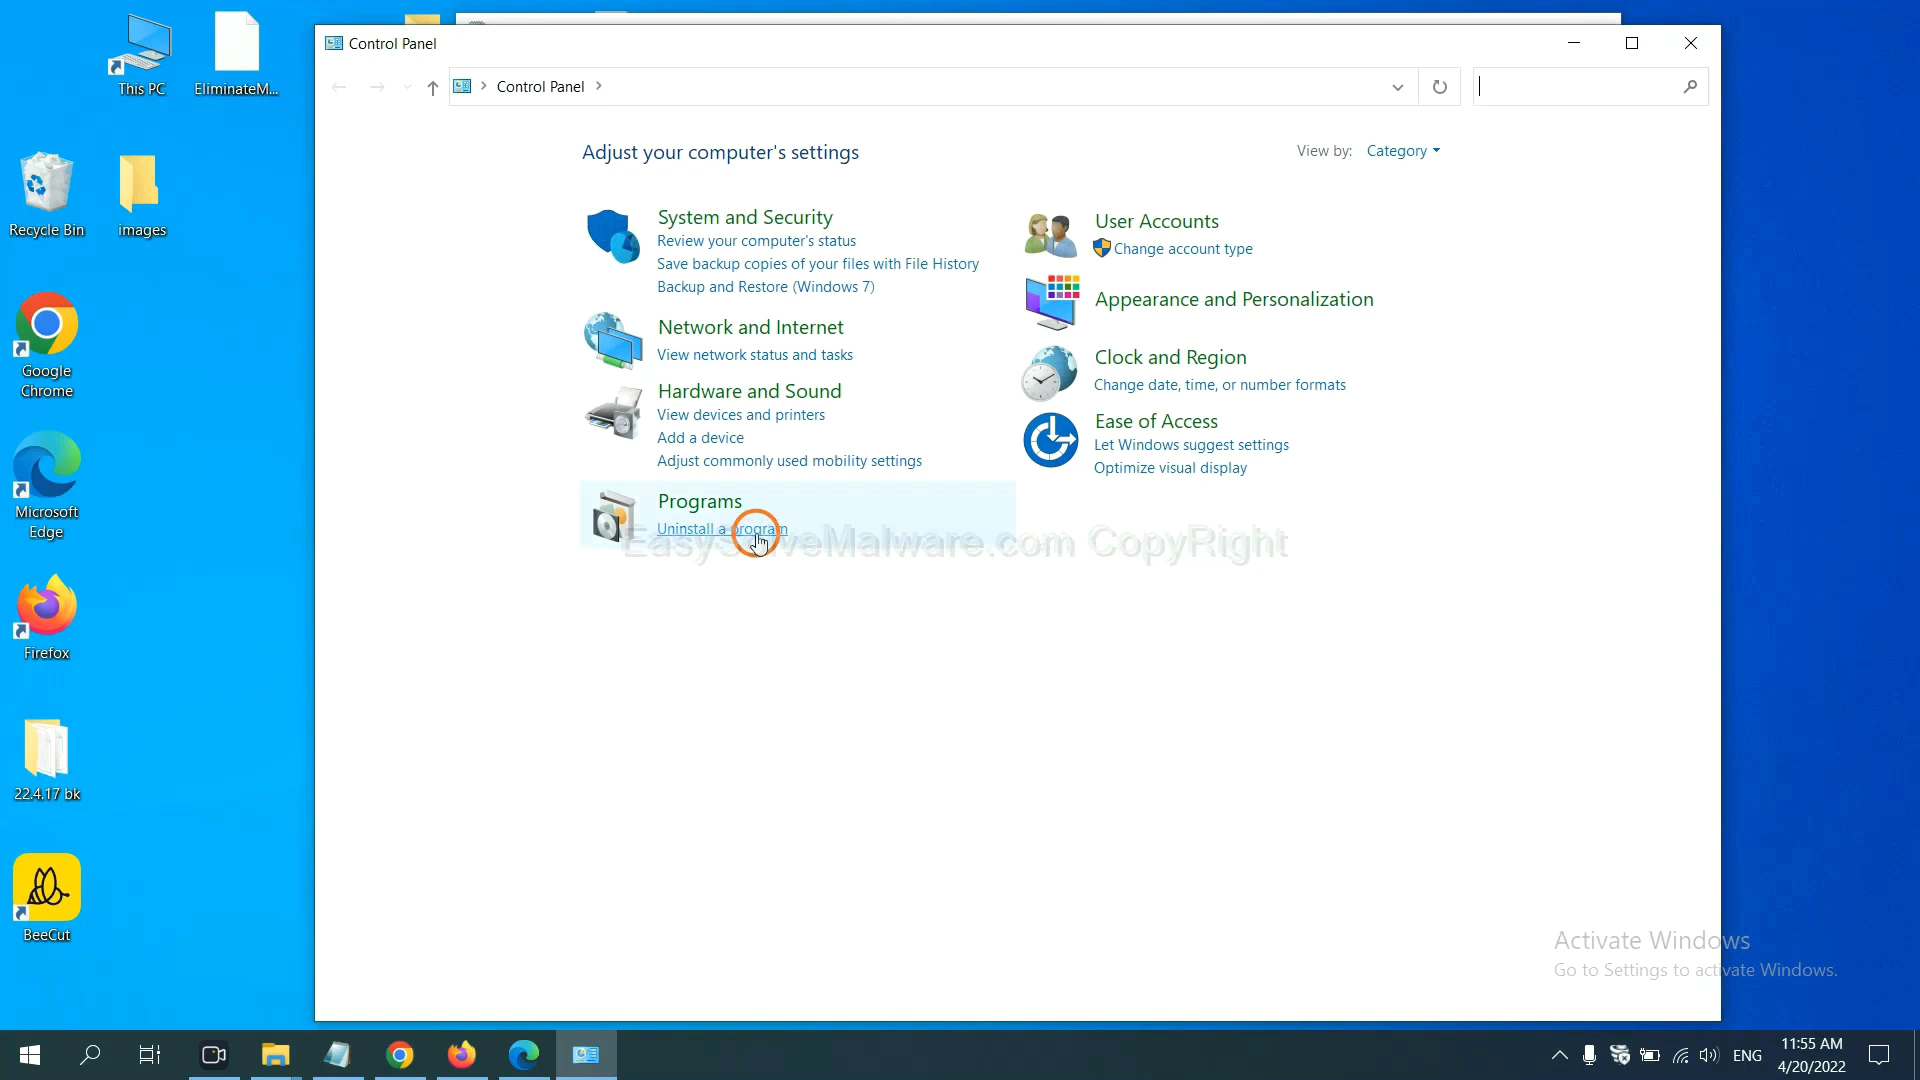 This PC
EliminateM...
Recycle Bin
images
Google
Chrome
Microsoft
Edge
Firefox
22.4.17 bk
BeeCut
Control Panel
Control Panel
Adjust your computer's settings
View by: Category
System and Security
Review your computer's status
Save backup copies of your files with File History
Backup and Restore (Windows 7)
Network and Internet
View network status and tasks
Hardware and Sound
View devices and printers
Add a device
Adjust commonly used mobility settings
Programs
Uninstall a program
User Accounts
Change account type
Appearance and Personalization
Clock and Region
Change date, time, or number formats
Ease of Access
Let Windows suggest settings
Optimize visual display
EasySolveMalware.com CopyRight
Activate Windows
Go to Settings to activate Windows.
ENG
11:55 AM
4/20/2022